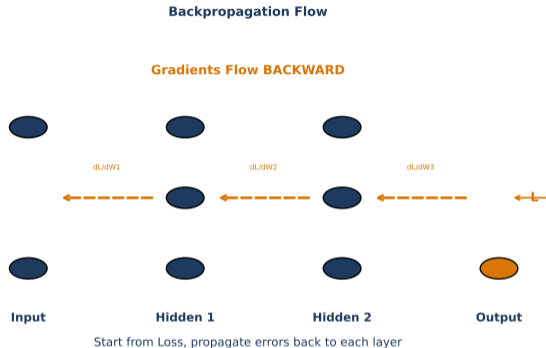 Backpropagation Flow
Gradients Flow BACKWARD
dL/dW1 dL/dW2 dL/dW3
L
Input Hidden 1 Hidden 2 Output
Start from Loss, propagate errors back to each layer